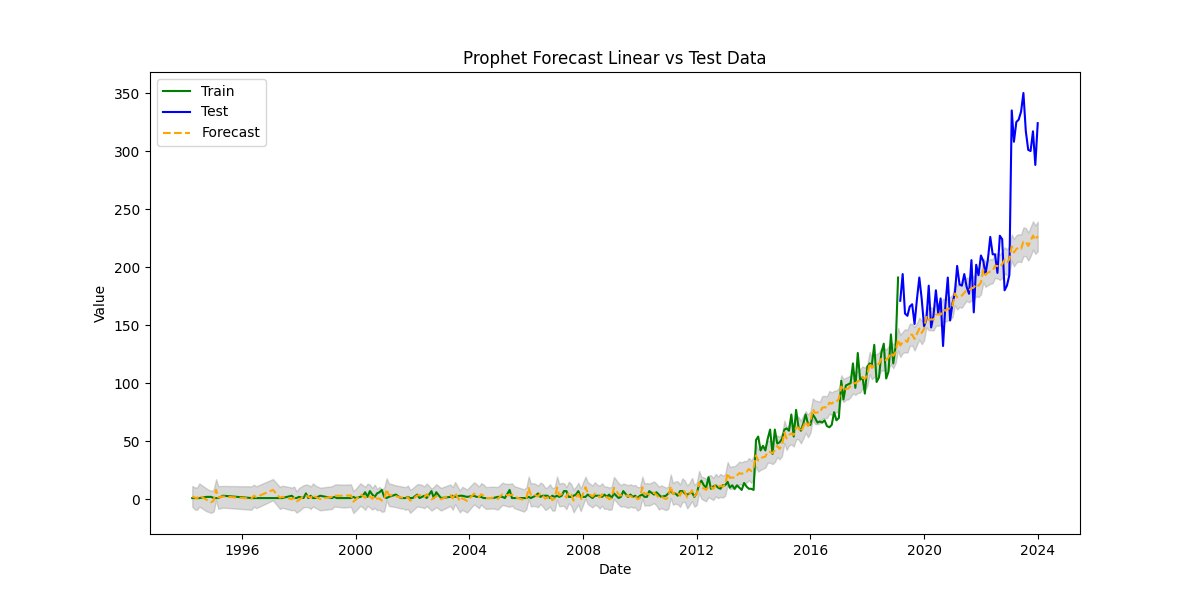 Prophet Forecast Linear vs Test Data
Train
Test
Forecast
350
300
250
200
150
100
50
0
Value
1996 2000 2004 2008 2012 2016 2020 2024
Date